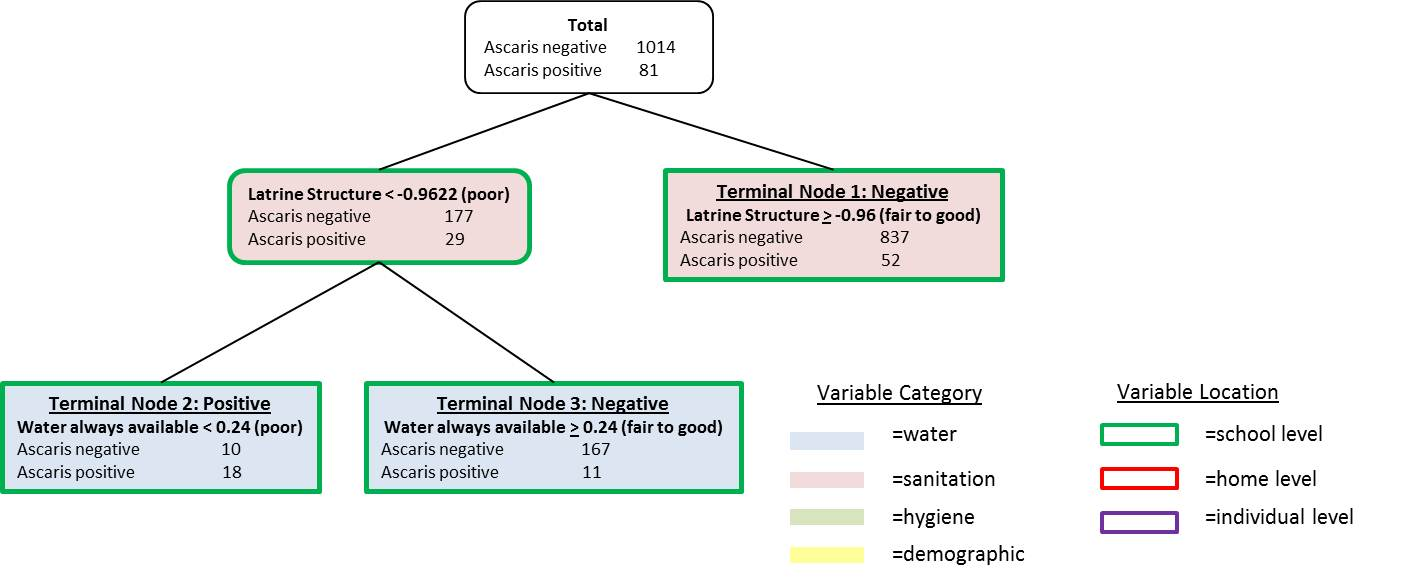 Total
Ascaris negative 1014
Ascaris positive 81
Latrine Structure < -0.9622 (poor)
Ascaris negative 177
Ascaris positive 29
Terminal Node 1: Negative
Latrine Structure > -0.96 (fair to good)
Ascaris negative 837
Ascaris positive 52
Terminal Node 2: Positive
Water always available < 0.24 (poor)
Ascaris negative 10
Ascaris positive 18
Terminal Node 3: Negative
Water always available > 0.24 (fair to good)
Ascaris negative 167
Ascaris positive 11
Variable Category
=water
=sanitation
=hygiene
=demographic
Variable Location
=school level
=home level
=individual level